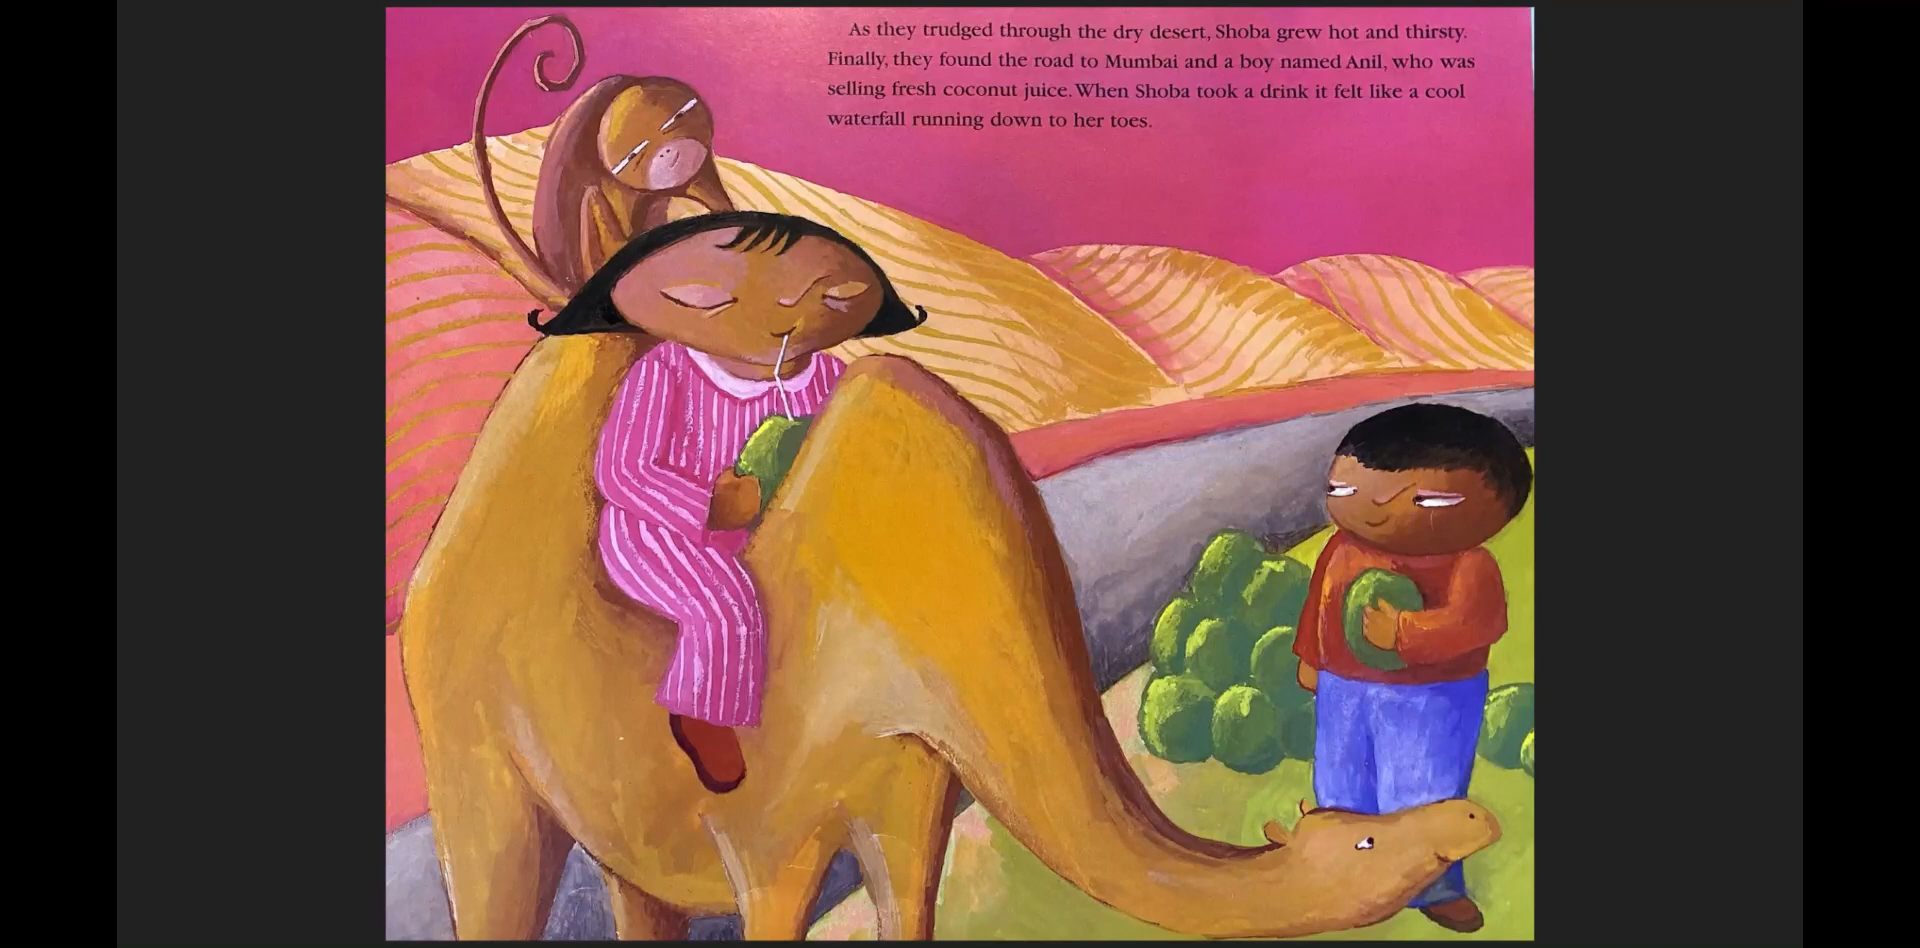 As they trudged through the dry desert, Shoba grew hot and thirsty.
Finally, they found the road to Mumbai and a boy named Anil, who was
selling fresh coconut juice. When Shoba took a drink it felt like a cool
waterfall running down to her toes.